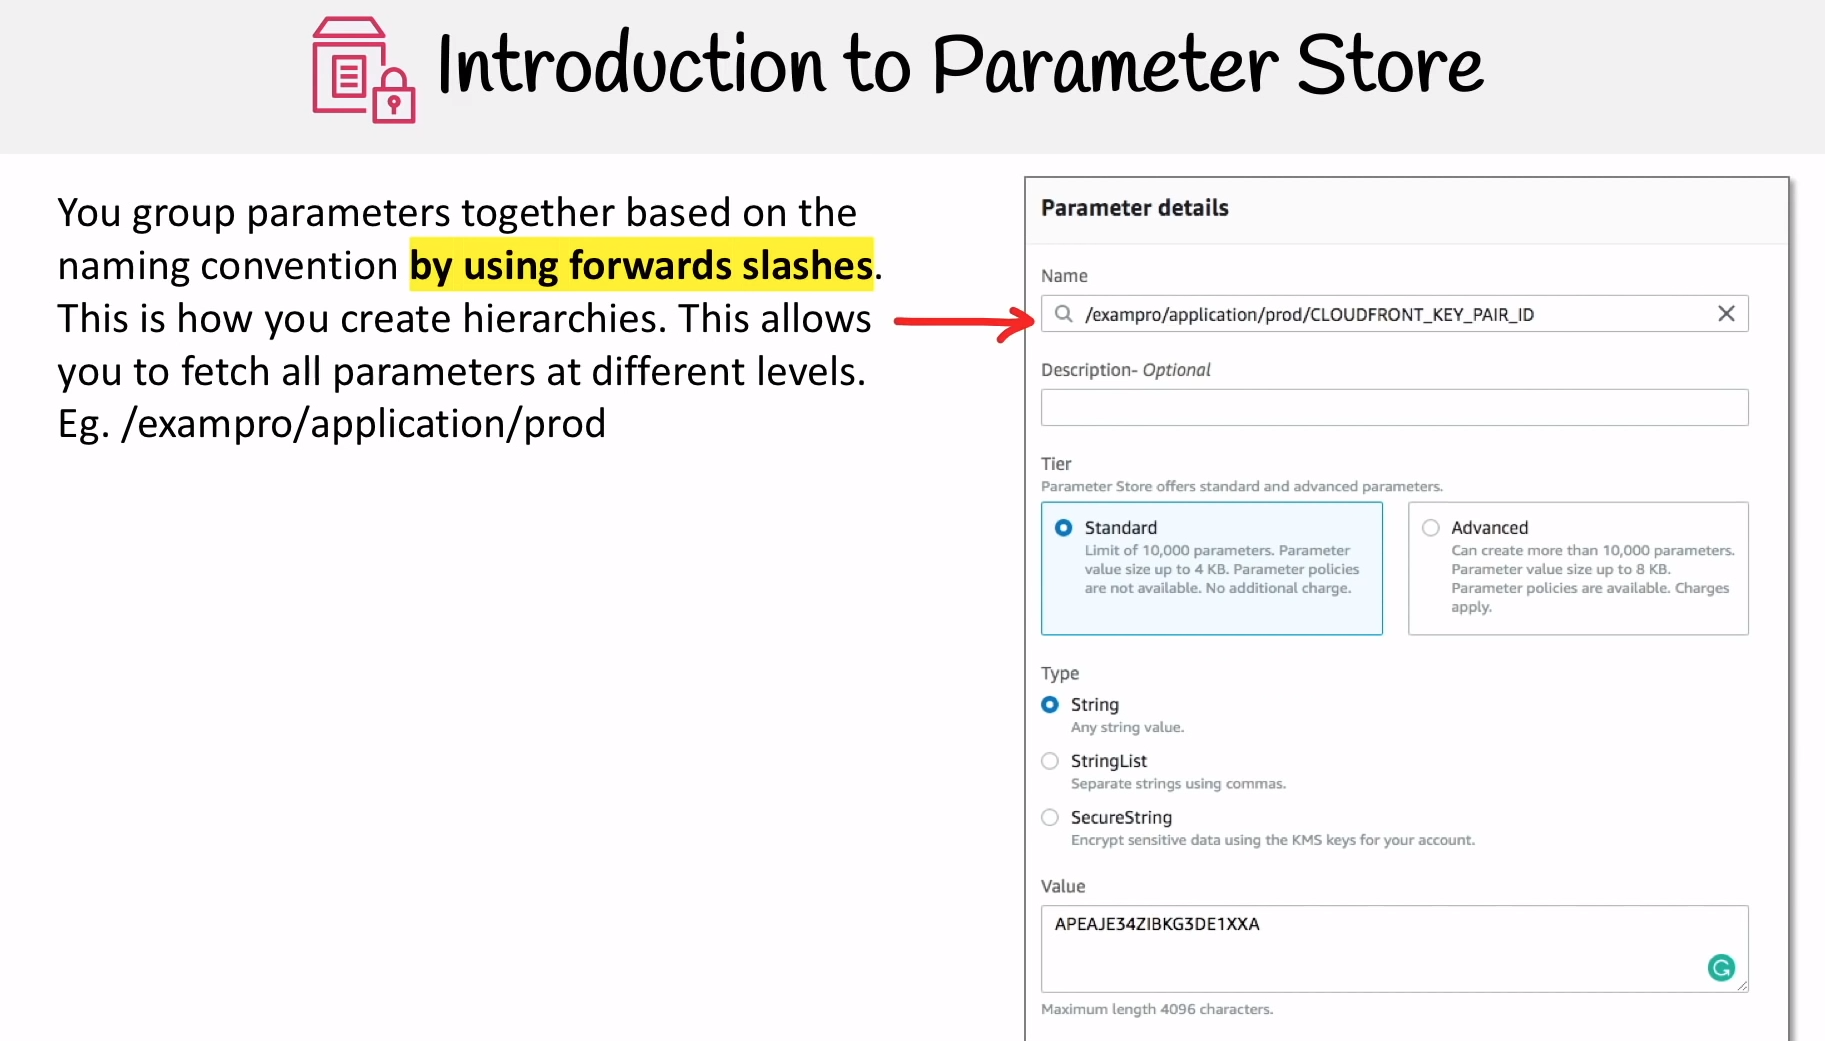 Introduction to Parameter Store
You group parameters together based on the
naming convention by using forwards slashes.
This is how you create hierarchies. This allows
you to fetch all parameters at different levels.
Eg. /exampro/application/prod
Parameter details
Name
/exampro/application/prod/CLOUDFRONT_KEY_PAIR_ID
Description- Optional
Tier
Parameter Store offers standard and advanced parameters.
Standard
Limit of 10,000 parameters. Parameter
value size up to 4 KB. Parameter policies
are not available. No additional charge.
Advanced
Can create more than 10,000 parameters.
Parameter value size up to 8 KB.
Parameter policies are available. Charges
apply.
Type
String
Any string value.
StringList
Separate strings using commas.
SecureString
Encrypt sensitive data using the KMS keys for your account.
Value
APEAJE34ZIBKG3DE1XXA
Maximum length 4096 characters.